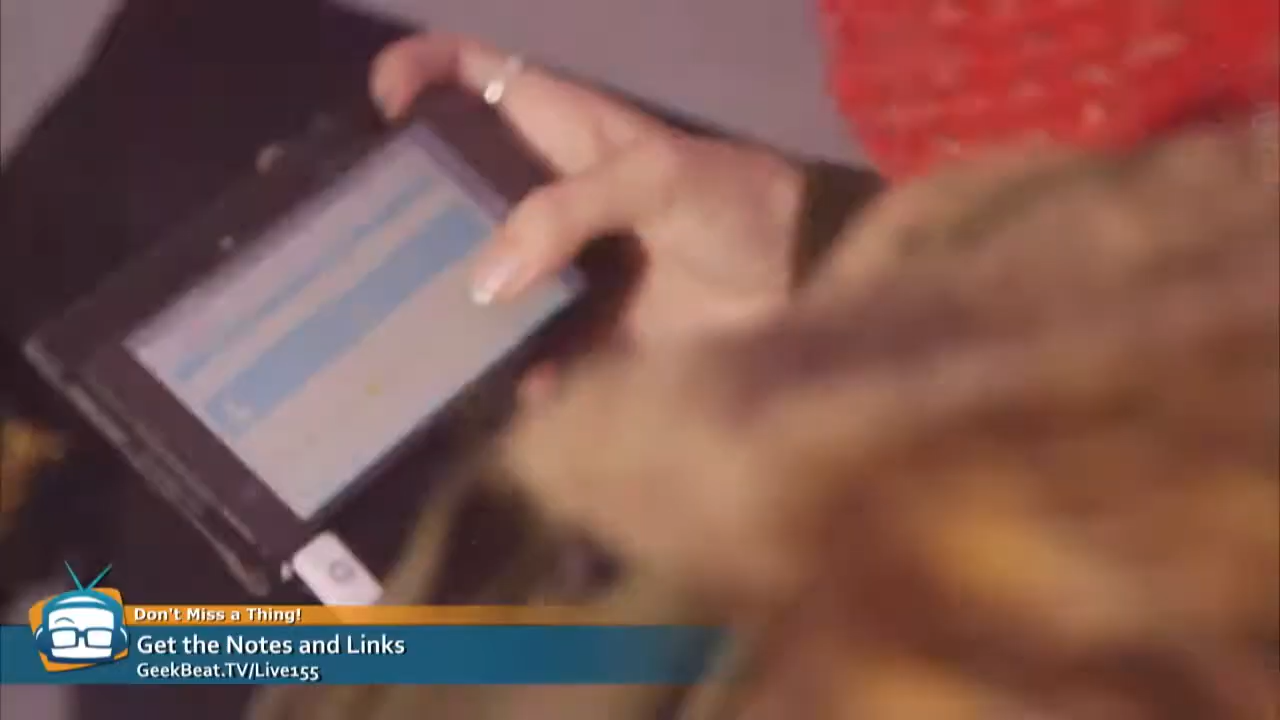 Don't Miss a Thing!
Get the Notes and Links
GeekBeat.TV/Live155